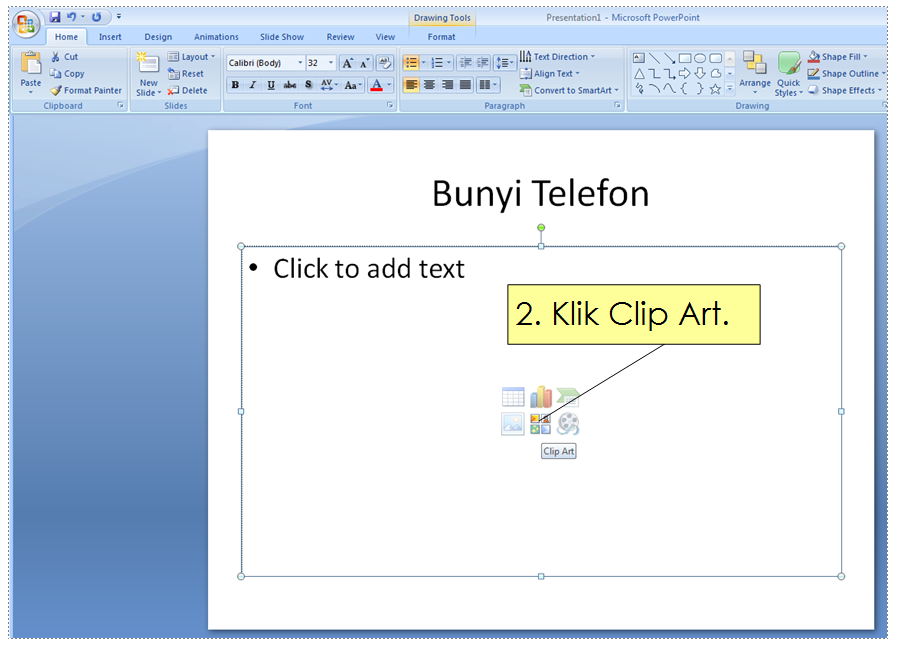 Drawing Tools
Presentation1 - Microsoft PowerPoint
Home Insert Design Animations Slide Show Review View Format
Paste
Cut
Copy
Format Painter
Clipboard
New
Slide
Layout
Reset
Delete
Slides
Calibri (Body) 32 A A
B I U abc S AV Aa A
Font
Text Direction
Align Text
Convert to SmartArt
Paragraph
Arrange
Quick
Styles
Shape Fill
Shape Outline
Shape Effects
Drawing
Bunyi Telefon
• Click to add text
2. Klik Clip Art.
Clip Art